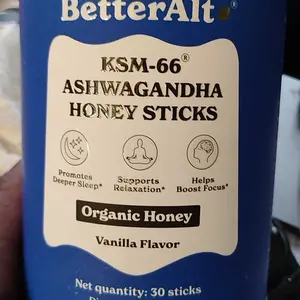 BetterAlt
KSM-66®
ASHWAGANDHA
HONEY STICKS
Promotes
Deeper Sleep*
Supports
Relaxation*
Helps
Boost Focus*
Organic Honey
Vanilla Flavor
Net quantity: 30 sticks